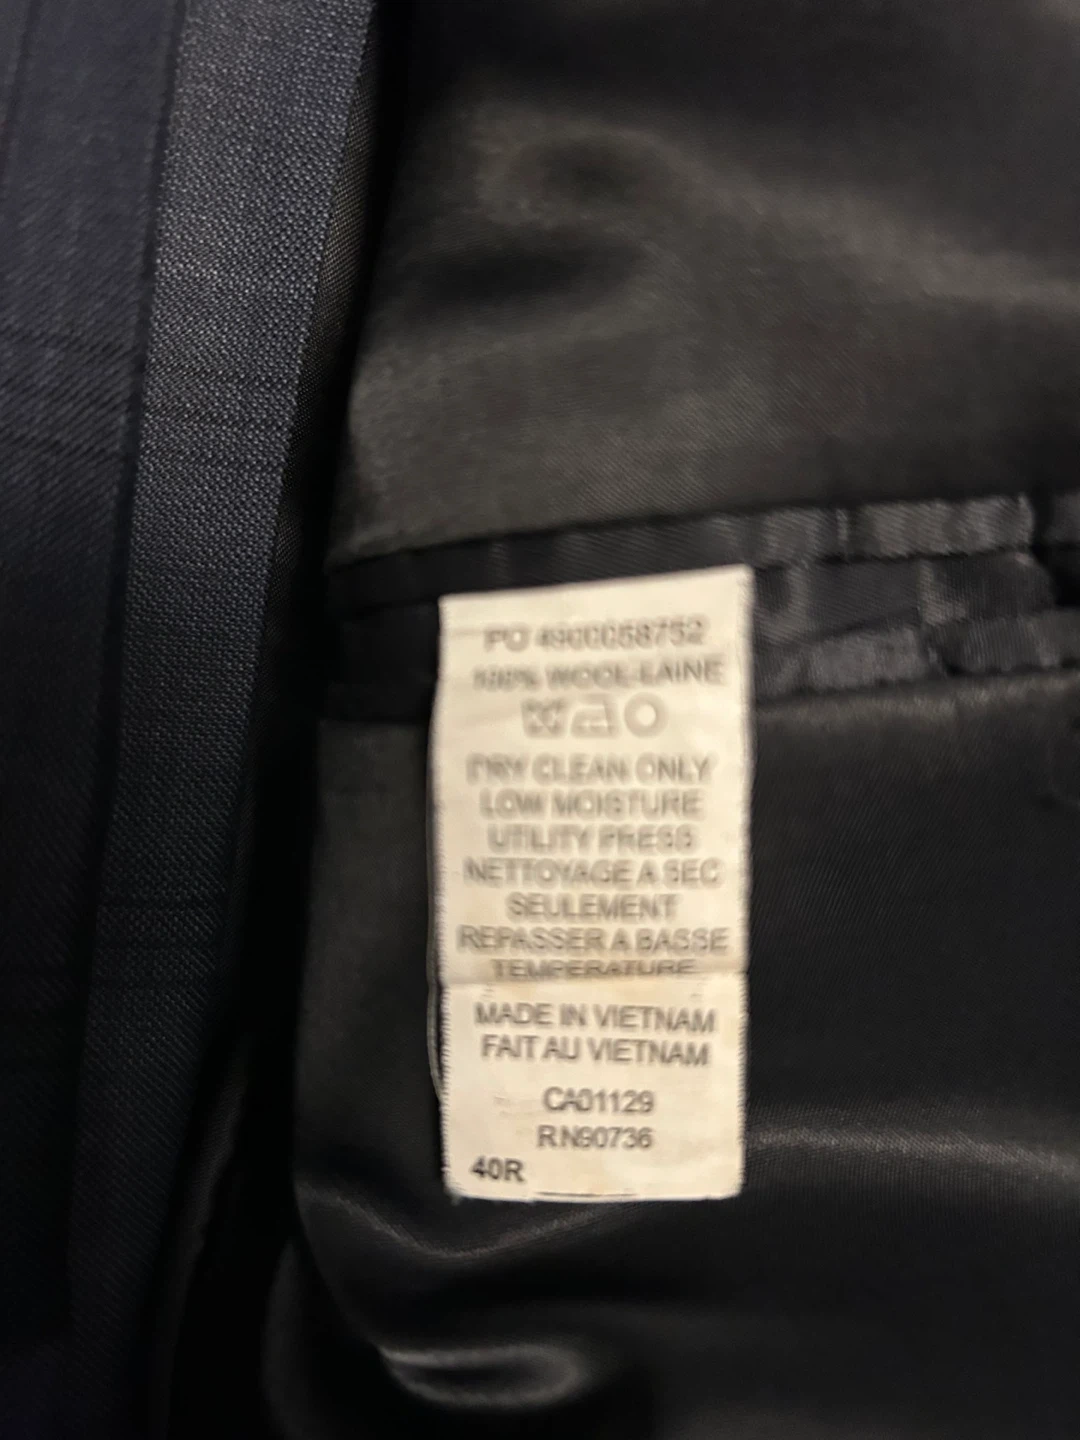 PO 4900058752
100% WOOL-LAINE
DRY CLEAN ONLY
LOW MOISTURE
UTILITY PRESS
NETTOYAGE A SEC
SEULEMENT
REPASSER A BASSE
TEMPERATURE
MADE IN VIETNAM
FAIT AU VIETNAM
CA01129
RN90736
40R